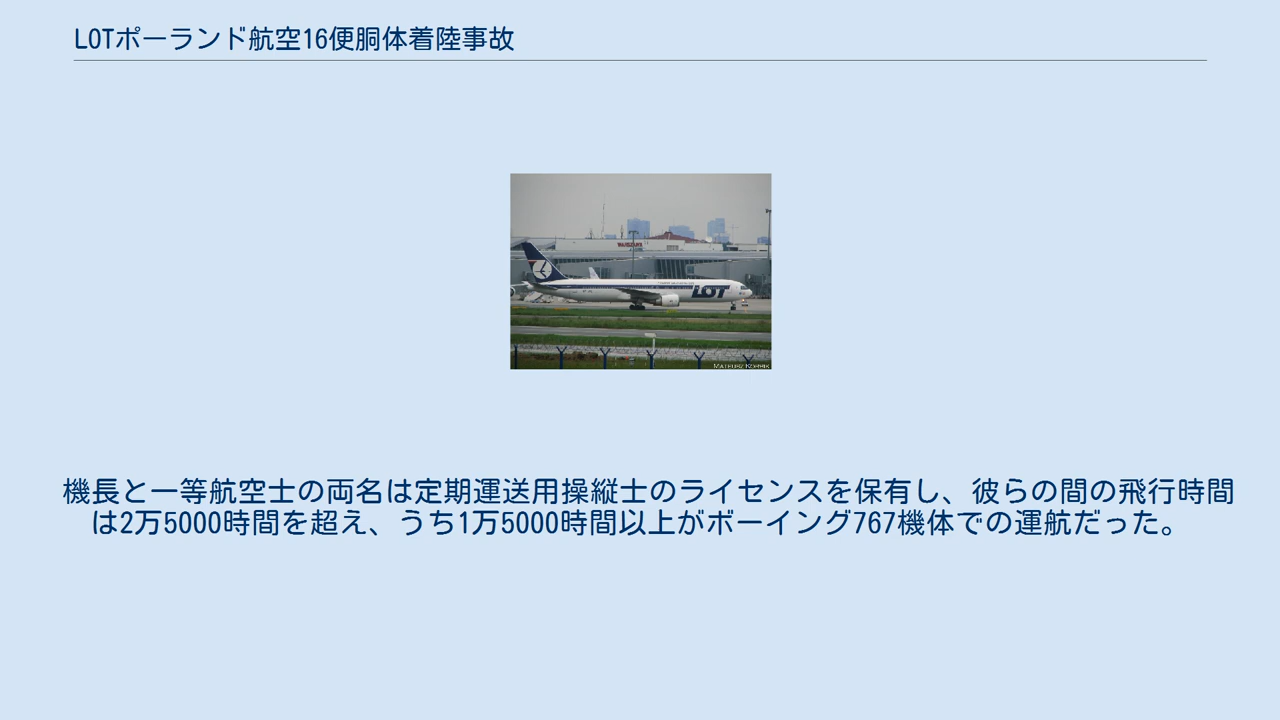 LOTポーランド航空16便胴体着陸事故
LOT
機長と一等航空士の両名は定期運送用操縦士のライセンスを保有し、彼らの間の飛行時間
は2万5000時間を超え、うち1万5000時間以上がボーイング767機体での運航だった。